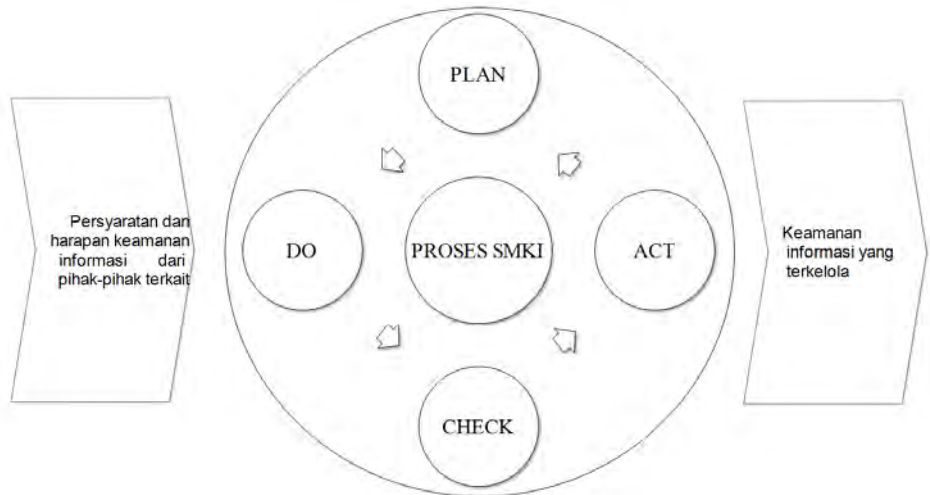 PLAN
Persyaratan dan
harapan keamanan
informasi dari
pihak-pihak terkait
DO
PROSES SMKI
ACT
Keamanan
informasi yang
terkelola
CHECK